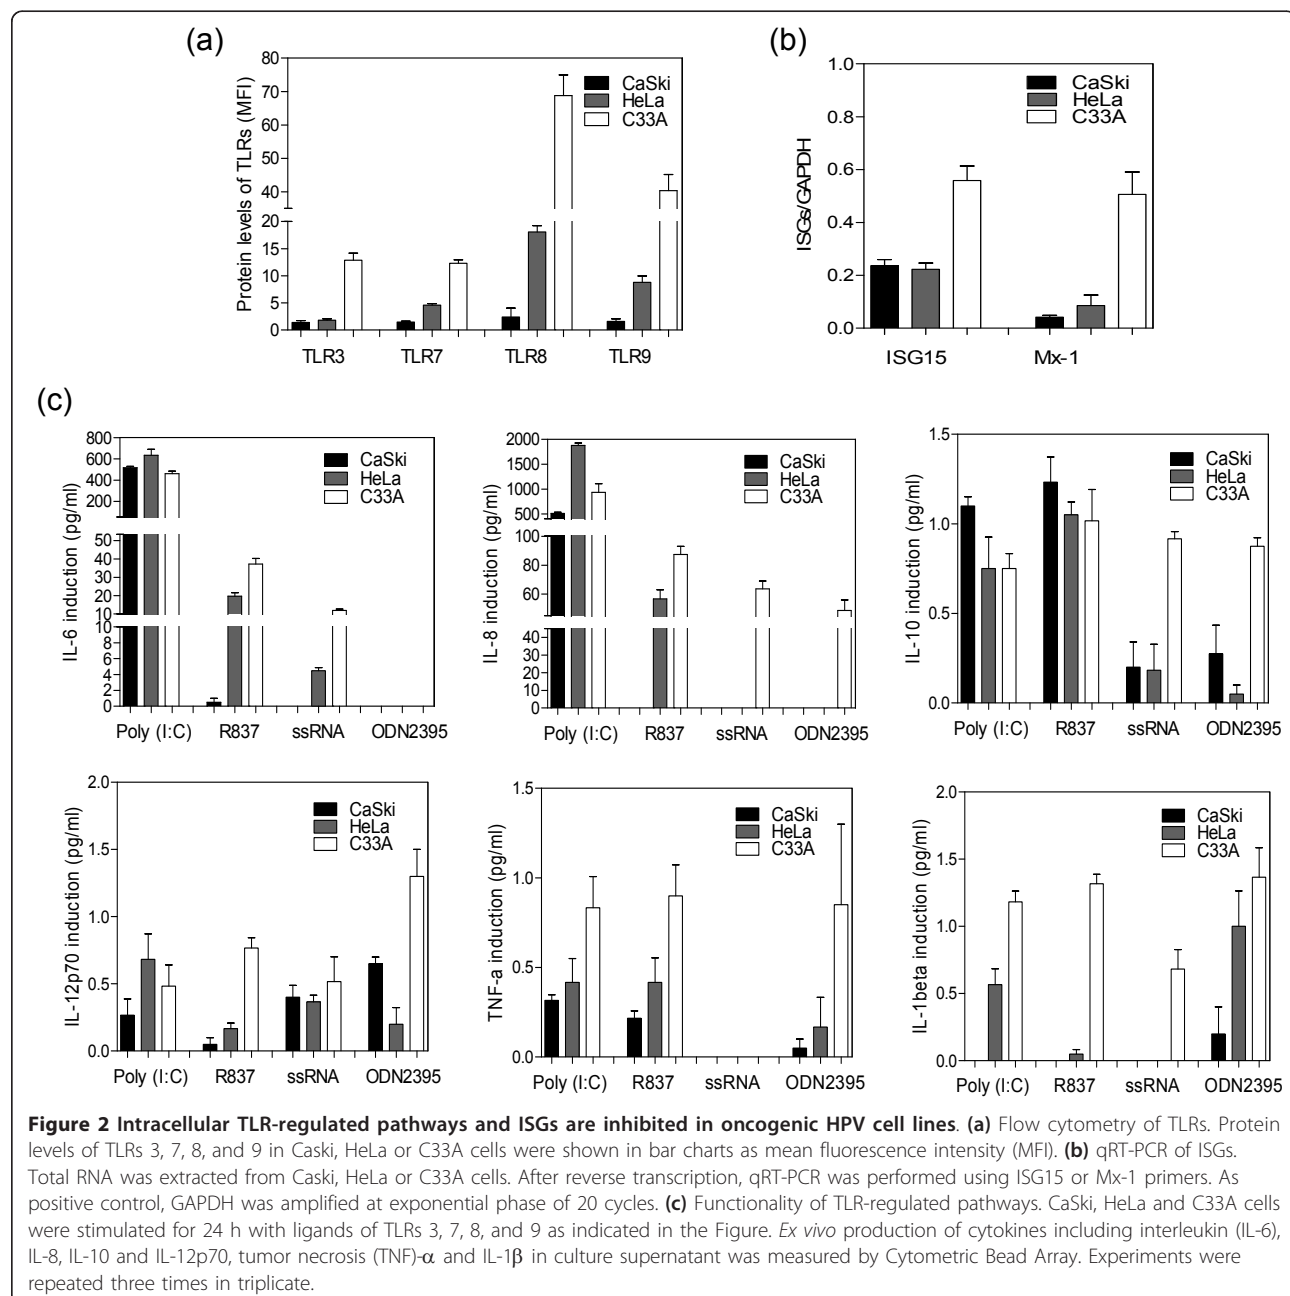 (a)
Protein levels of TLRs (MFI)
80
70
60
50
40
20
15
10
5
0
CaSki
HeLa
C33A
TLR3 TLR7 TLR8 TLR9
(b)
ISGs/GAPDH
1.0
0.8
0.6
0.4
0.2
0.0
CaSki
HeLa
C33A
ISG15 Mx-1
(c)
IL-6 induction (pg/ml)
800
600
400
200
50
40
30
20
10
10
8
6
4
2
0
CaSki
HeLa
C33A
Poly (I:C) R837 ssRNA ODN2395
IL-8 induction (pg/ml)
2000
1500
1000
500
100
80
60
50
40
30
20
10
0
CaSki
HeLa
C33A
Poly (I:C) R837 ssRNA ODN2395
IL-10 induction (pg/ml)
1.5
1.0
0.5
0.0
CaSki
HeLa
C33A
Poly (I:C) R837 ssRNA ODN2395
IL-12p70 induction (pg/ml)
2.0
1.5
1.0
0.5
0.0
CaSki
HeLa
C33A
Poly (I:C) R837 ssRNA ODN2395
TNF-a induction (pg/ml)
1.5
1.0
0.5
0.0
CaSki
HeLa
C33A
Poly (I:C) R837 ssRNA ODN2395
IL-1beta induction (pg/ml)
2.0
1.5
1.0
0.5
0.0
CaSki
HeLa
C33A
Poly (I:C) R837 ssRNA ODN2395
Figure 2 Intracellular TLR-regulated pathways and ISGs are inhibited in oncogenic HPV cell lines. (a) Flow cytometry of TLRs. Protein
levels of TLRs 3, 7, 8, and 9 in Caski, HeLa or C33A cells were shown in bar charts as mean fluorescence intensity (MFI). (b) qRT-PCR of ISGs.
Total RNA was extracted from Caski, HeLa or C33A cells. After reverse transcription, qRT-PCR was performed using ISG15 or Mx-1 primers. As
positive control, GAPDH was amplified at exponential phase of 20 cycles. (c) Functionality of TLR-regulated pathways. CaSki, HeLa and C33A cells
were stimulated for 24 h with ligands of TLRs 3, 7, 8, and 9 as indicated in the Figure. Ex vivo production of cytokines including interleukin (IL-6),
IL-8, IL-10 and IL-12p70, tumor necrosis (TNF)-α and IL-1β in culture supernatant was measured by Cytometric Bead Array. Experiments were
repeated three times in triplicate.